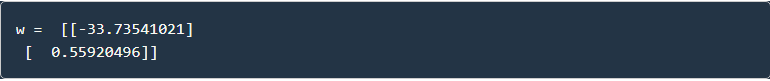 w =  [[-33.73541021]
 [  0.55920496]]